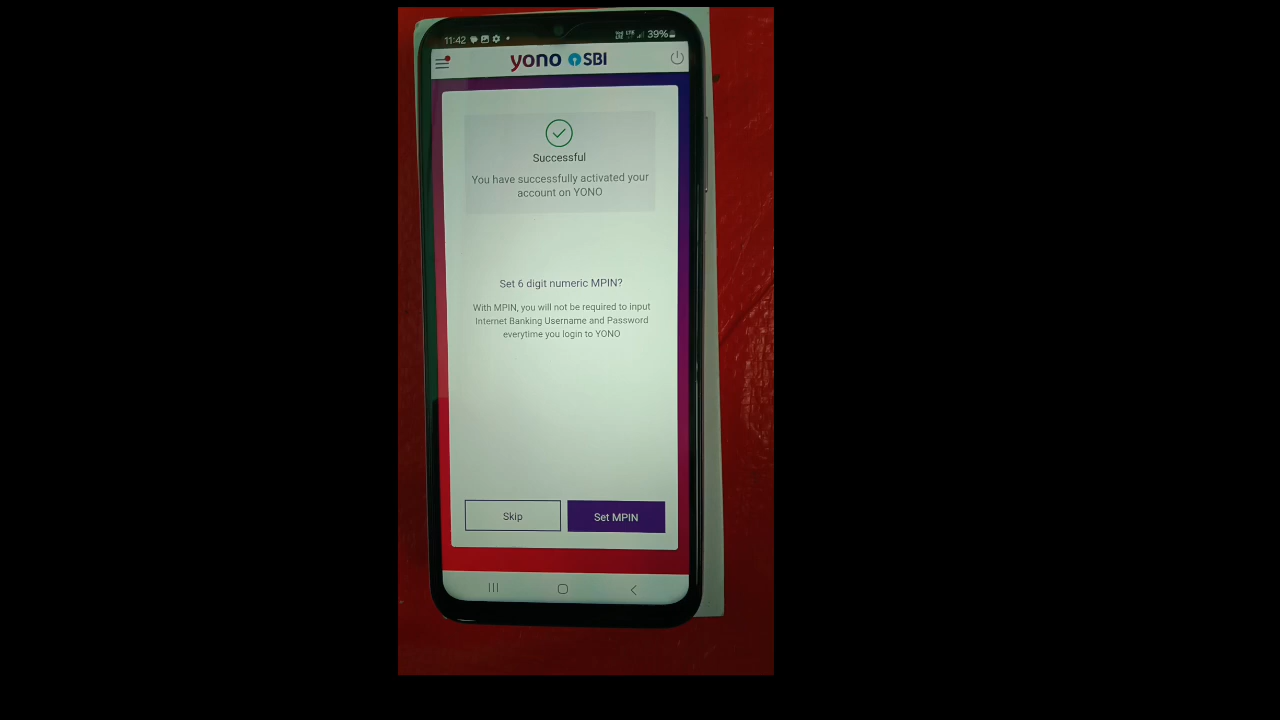 11:42 39%
yono SBI
Successful
You have successfully activated your
account on YONO
Set 6 digit numeric MPIN?
With MPIN, you will not be required to input
Internet Banking Username and Password
everytime you login to YONO
Skip Set MPIN